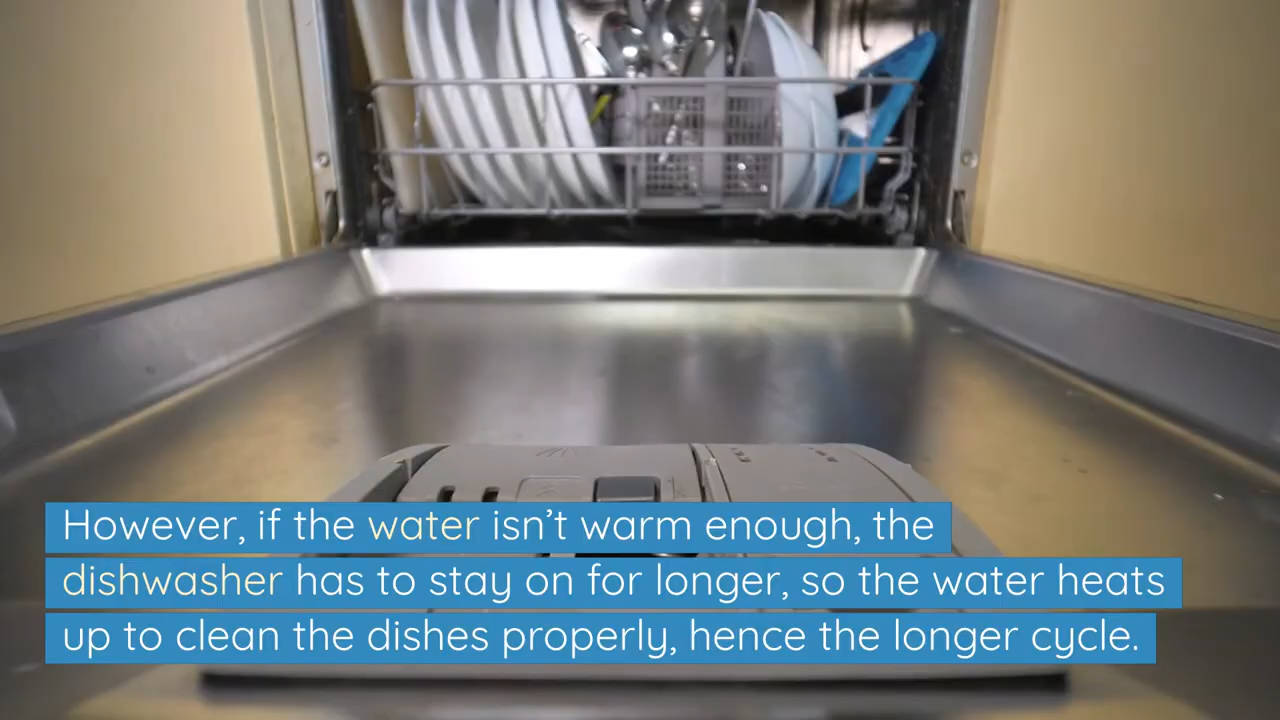 However, if the water isn't warm enough, the
dishwasher has to stay on for longer, so the water heats
up to clean the dishes properly, hence the longer cycle.